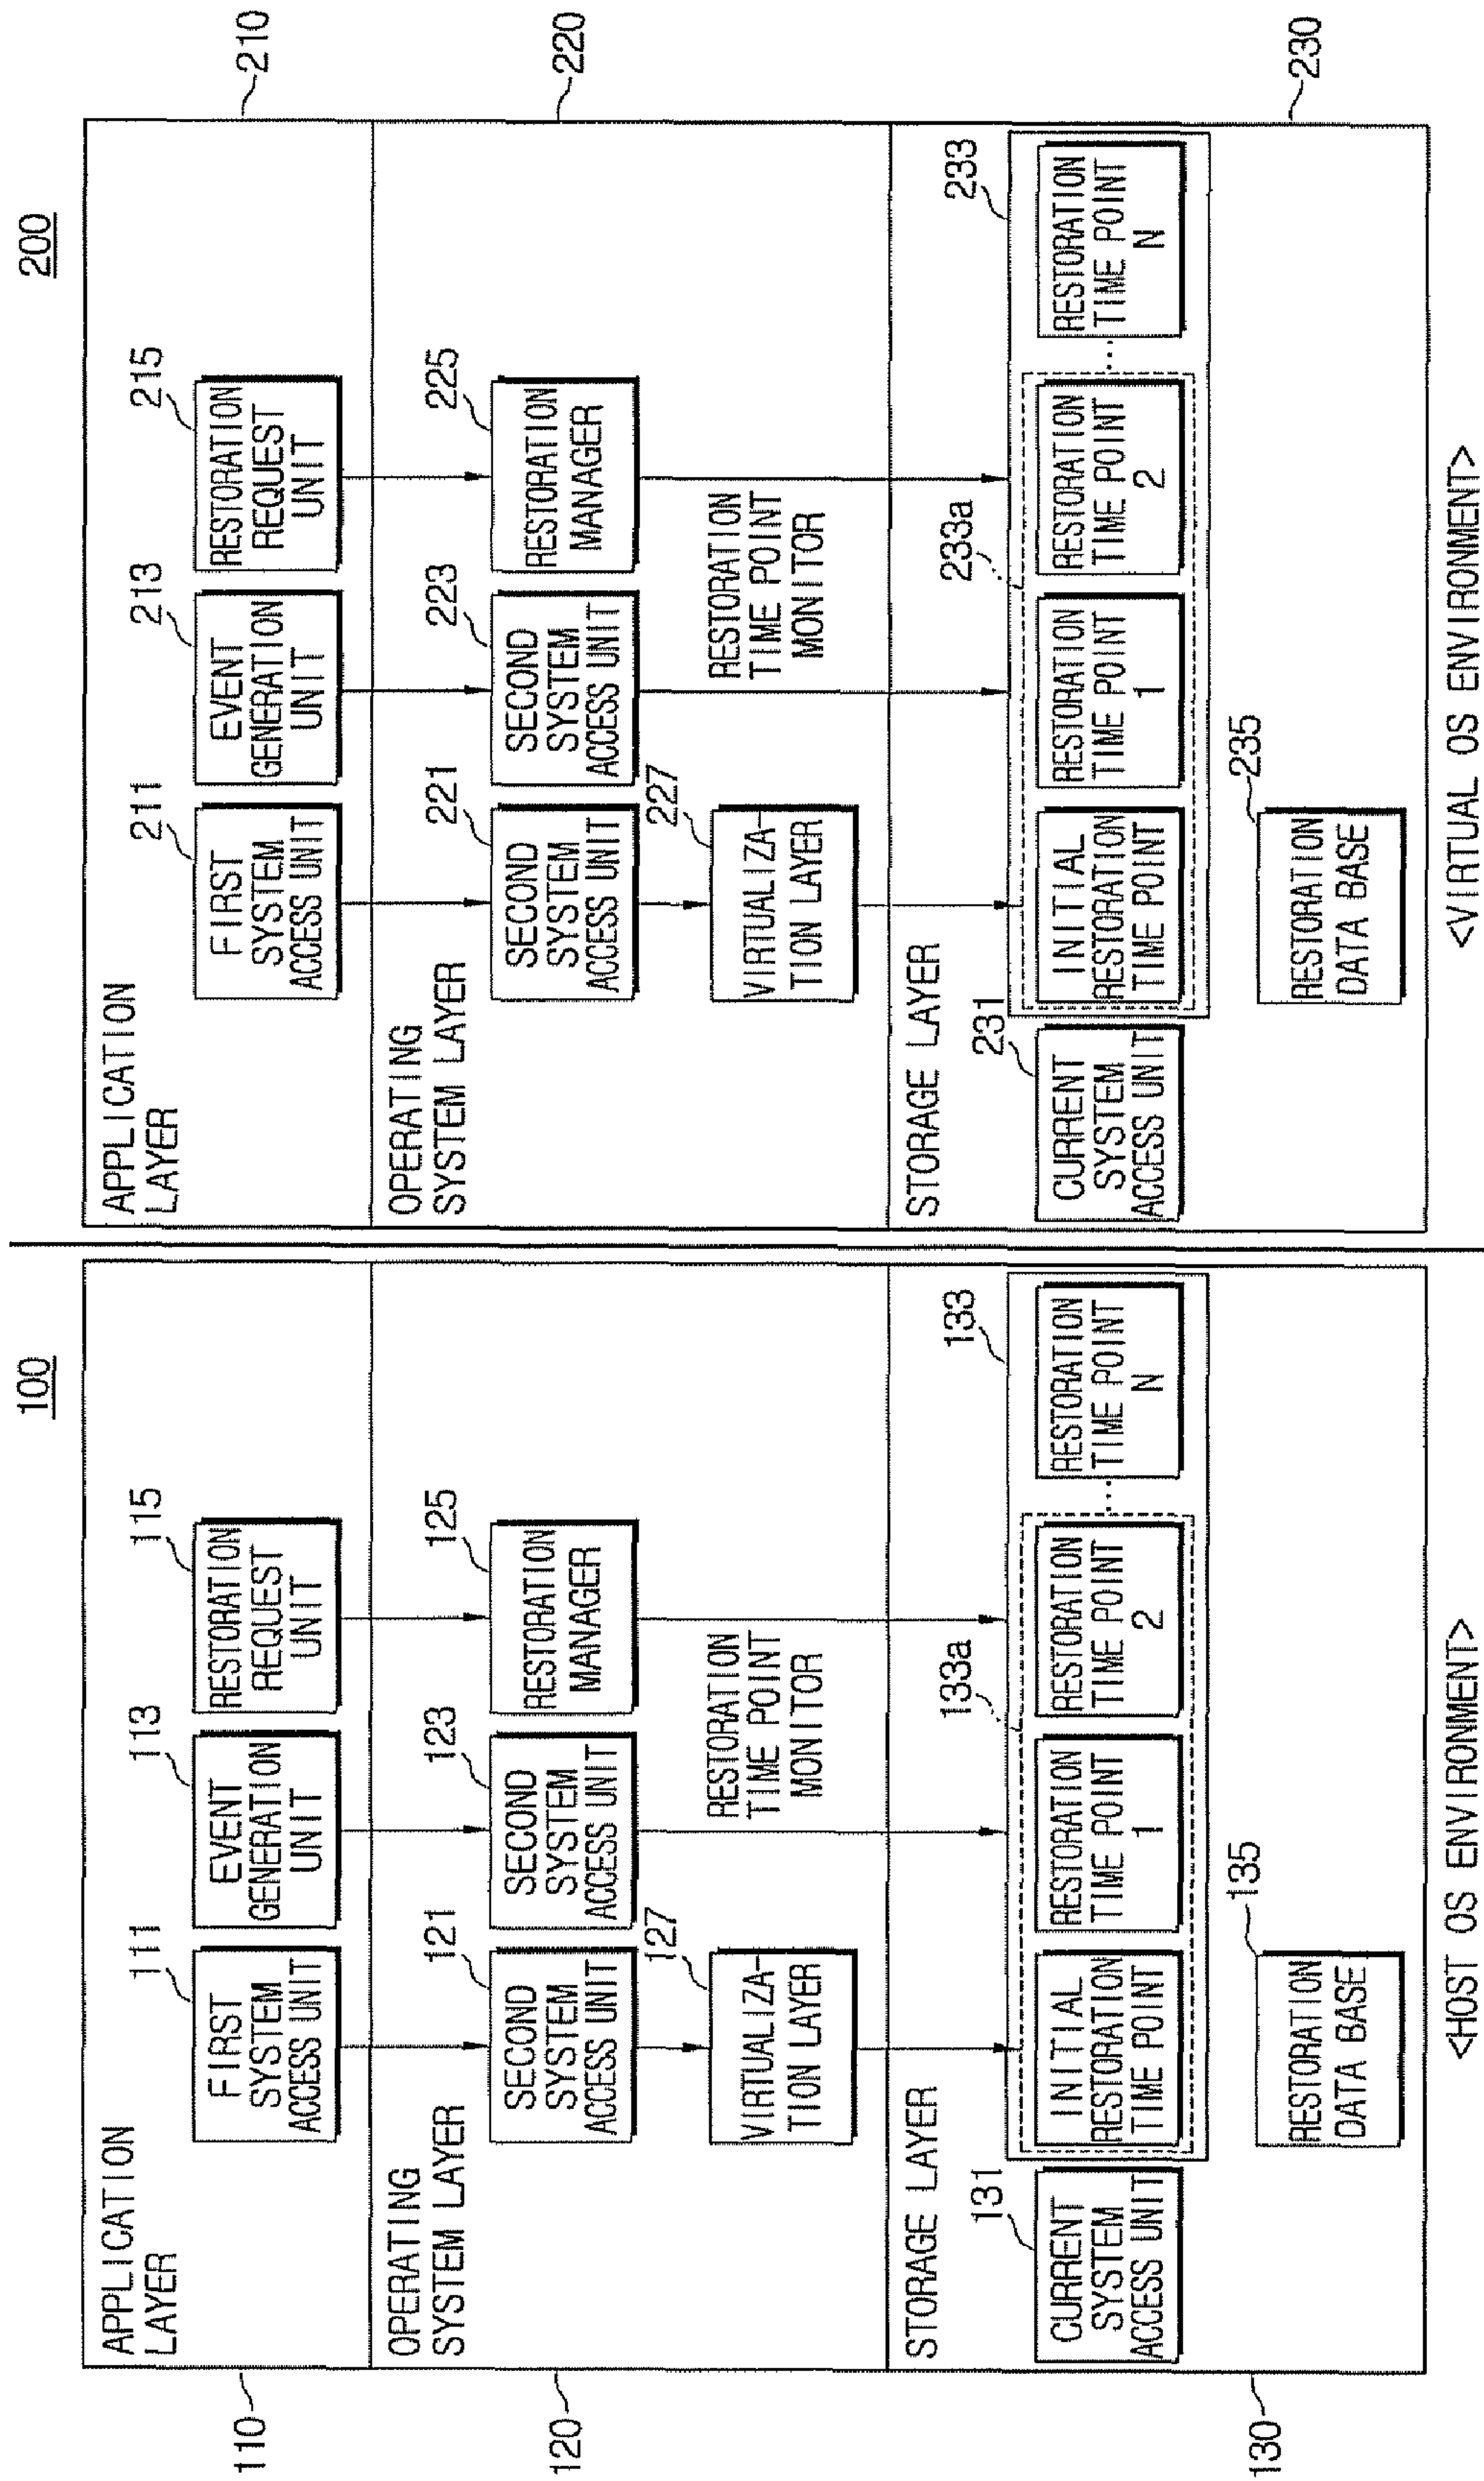 100
APPLICATION
LAYER
110
111
FIRST
SYSTEM
ACCESS UNIT
113
EVENT
GENERATION
UNIT
115
RESTORATION
REQUEST
UNIT
OPERATING
SYSTEM LAYER
120
121
SECOND
SYSTEM
ACCESS UNIT
123
SECOND
SYSTEM
ACCESS UNIT
125
RESTORATION
MANAGER
127
VIRTUALIZA-
TION LAYER
RESTORATION
TIME POINT
MONITOR
STORAGE LAYER
130
131
CURRENT
SYSTEM
ACCESS UNIT
133a
133
INITIAL
RESTORATION
TIME POINT
RESTORATION
TIME POINT
1
RESTORATION
TIME POINT
2
...
RESTORATION
TIME POINT
N
135
RESTORATION
DATA BASE
<HOST OS ENVIRONMENT>
200
APPLICATION
LAYER
210
211
FIRST
SYSTEM
ACCESS UNIT
213
EVENT
GENERATION
UNIT
215
RESTORATION
REQUEST
UNIT
OPERATING
SYSTEM LAYER
220
221
SECOND
SYSTEM
ACCESS UNIT
223
SECOND
SYSTEM
ACCESS UNIT
225
RESTORATION
MANAGER
227
VIRTUALIZA-
TION LAYER
RESTORATION
TIME POINT
MONITOR
STORAGE LAYER
230
231
CURRENT
SYSTEM
ACCESS UNIT
233a
233
INITIAL
RESTORATION
TIME POINT
RESTORATION
TIME POINT
1
RESTORATION
TIME POINT
2
...
RESTORATION
TIME POINT
N
235
RESTORATION
DATA BASE
<VIRTUAL OS ENVIRONMENT>